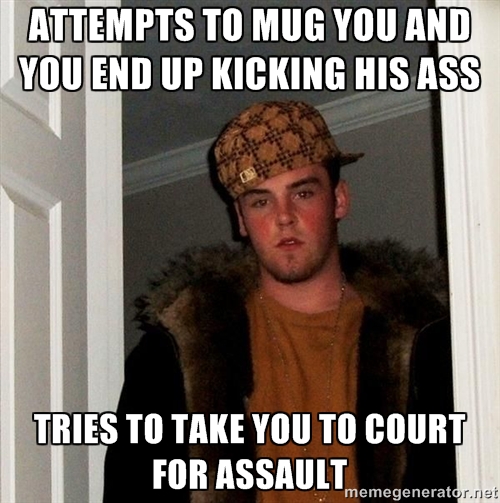 ATTEMPTS TO MUG YOU AND
YOU END UP KICKING HIS ASS
TRIES TO TAKE YOU TO COURT
FOR ASSAULT
memegenerator.net